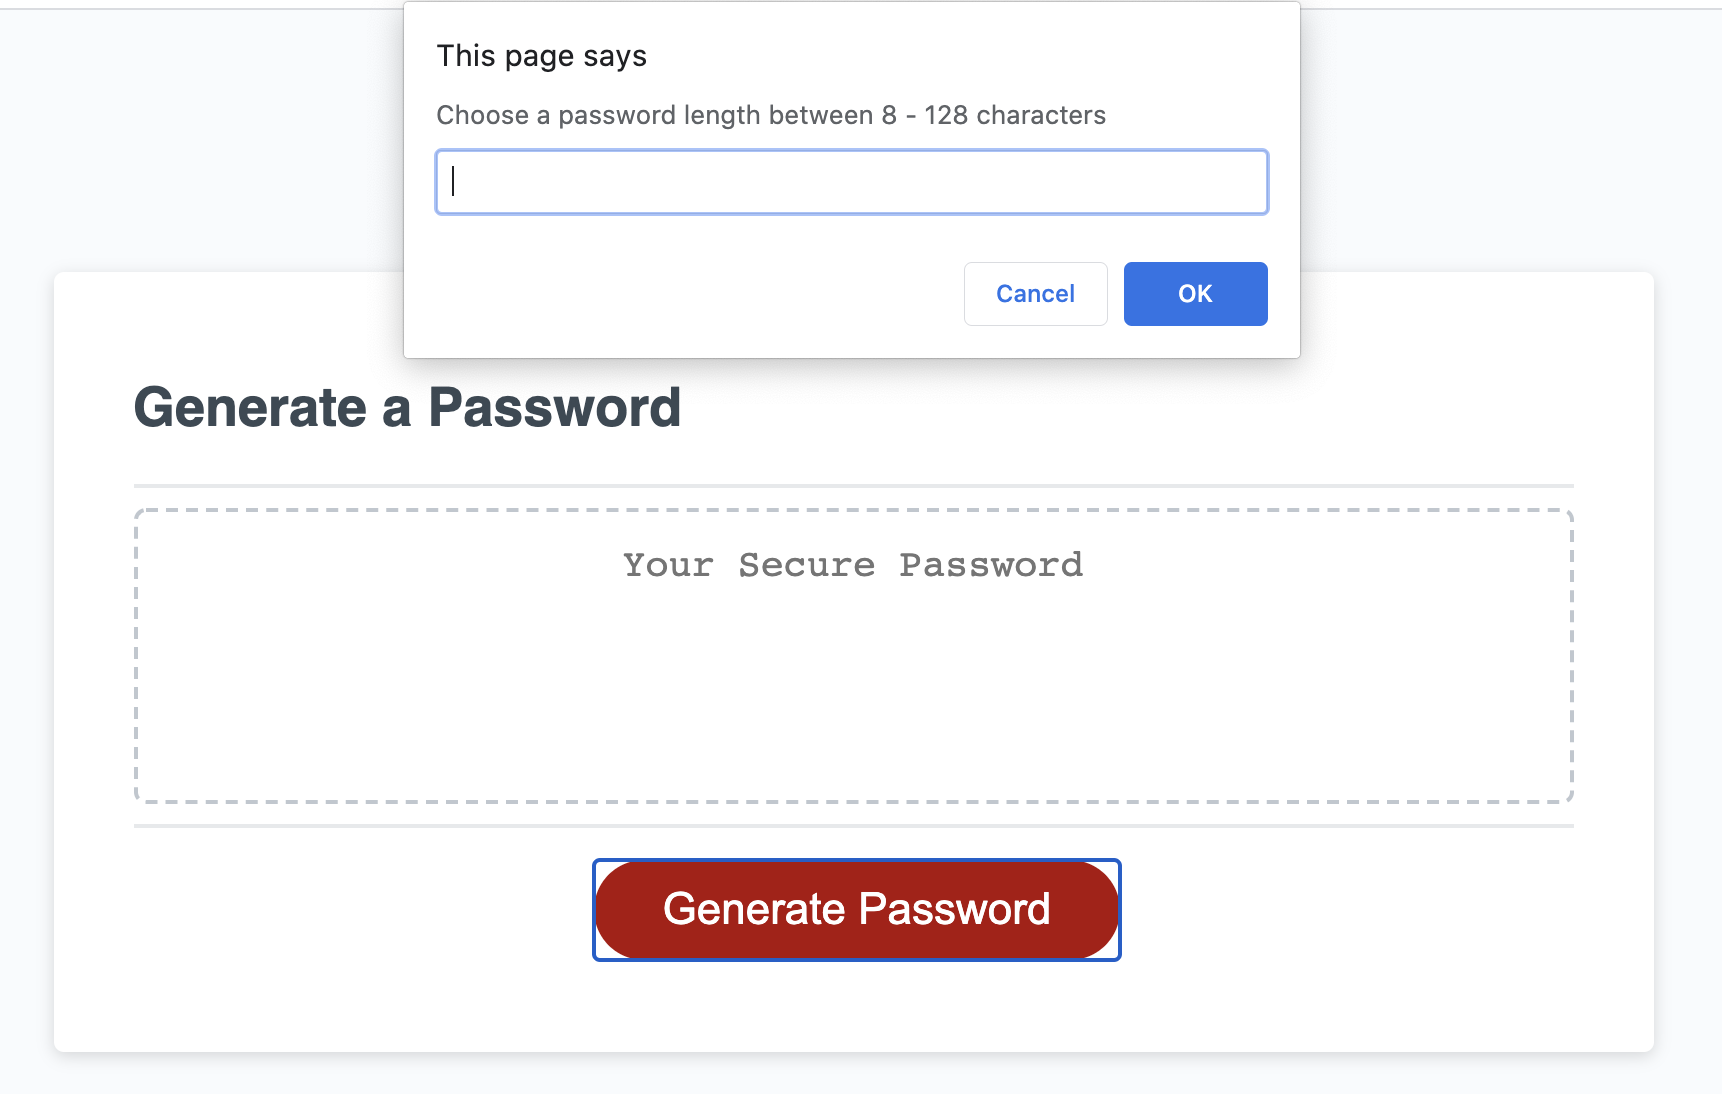 This page says
Choose a password length between 8 - 128 characters
Cancel
OK
Generate a Password
Your Secure Password
Generate Password